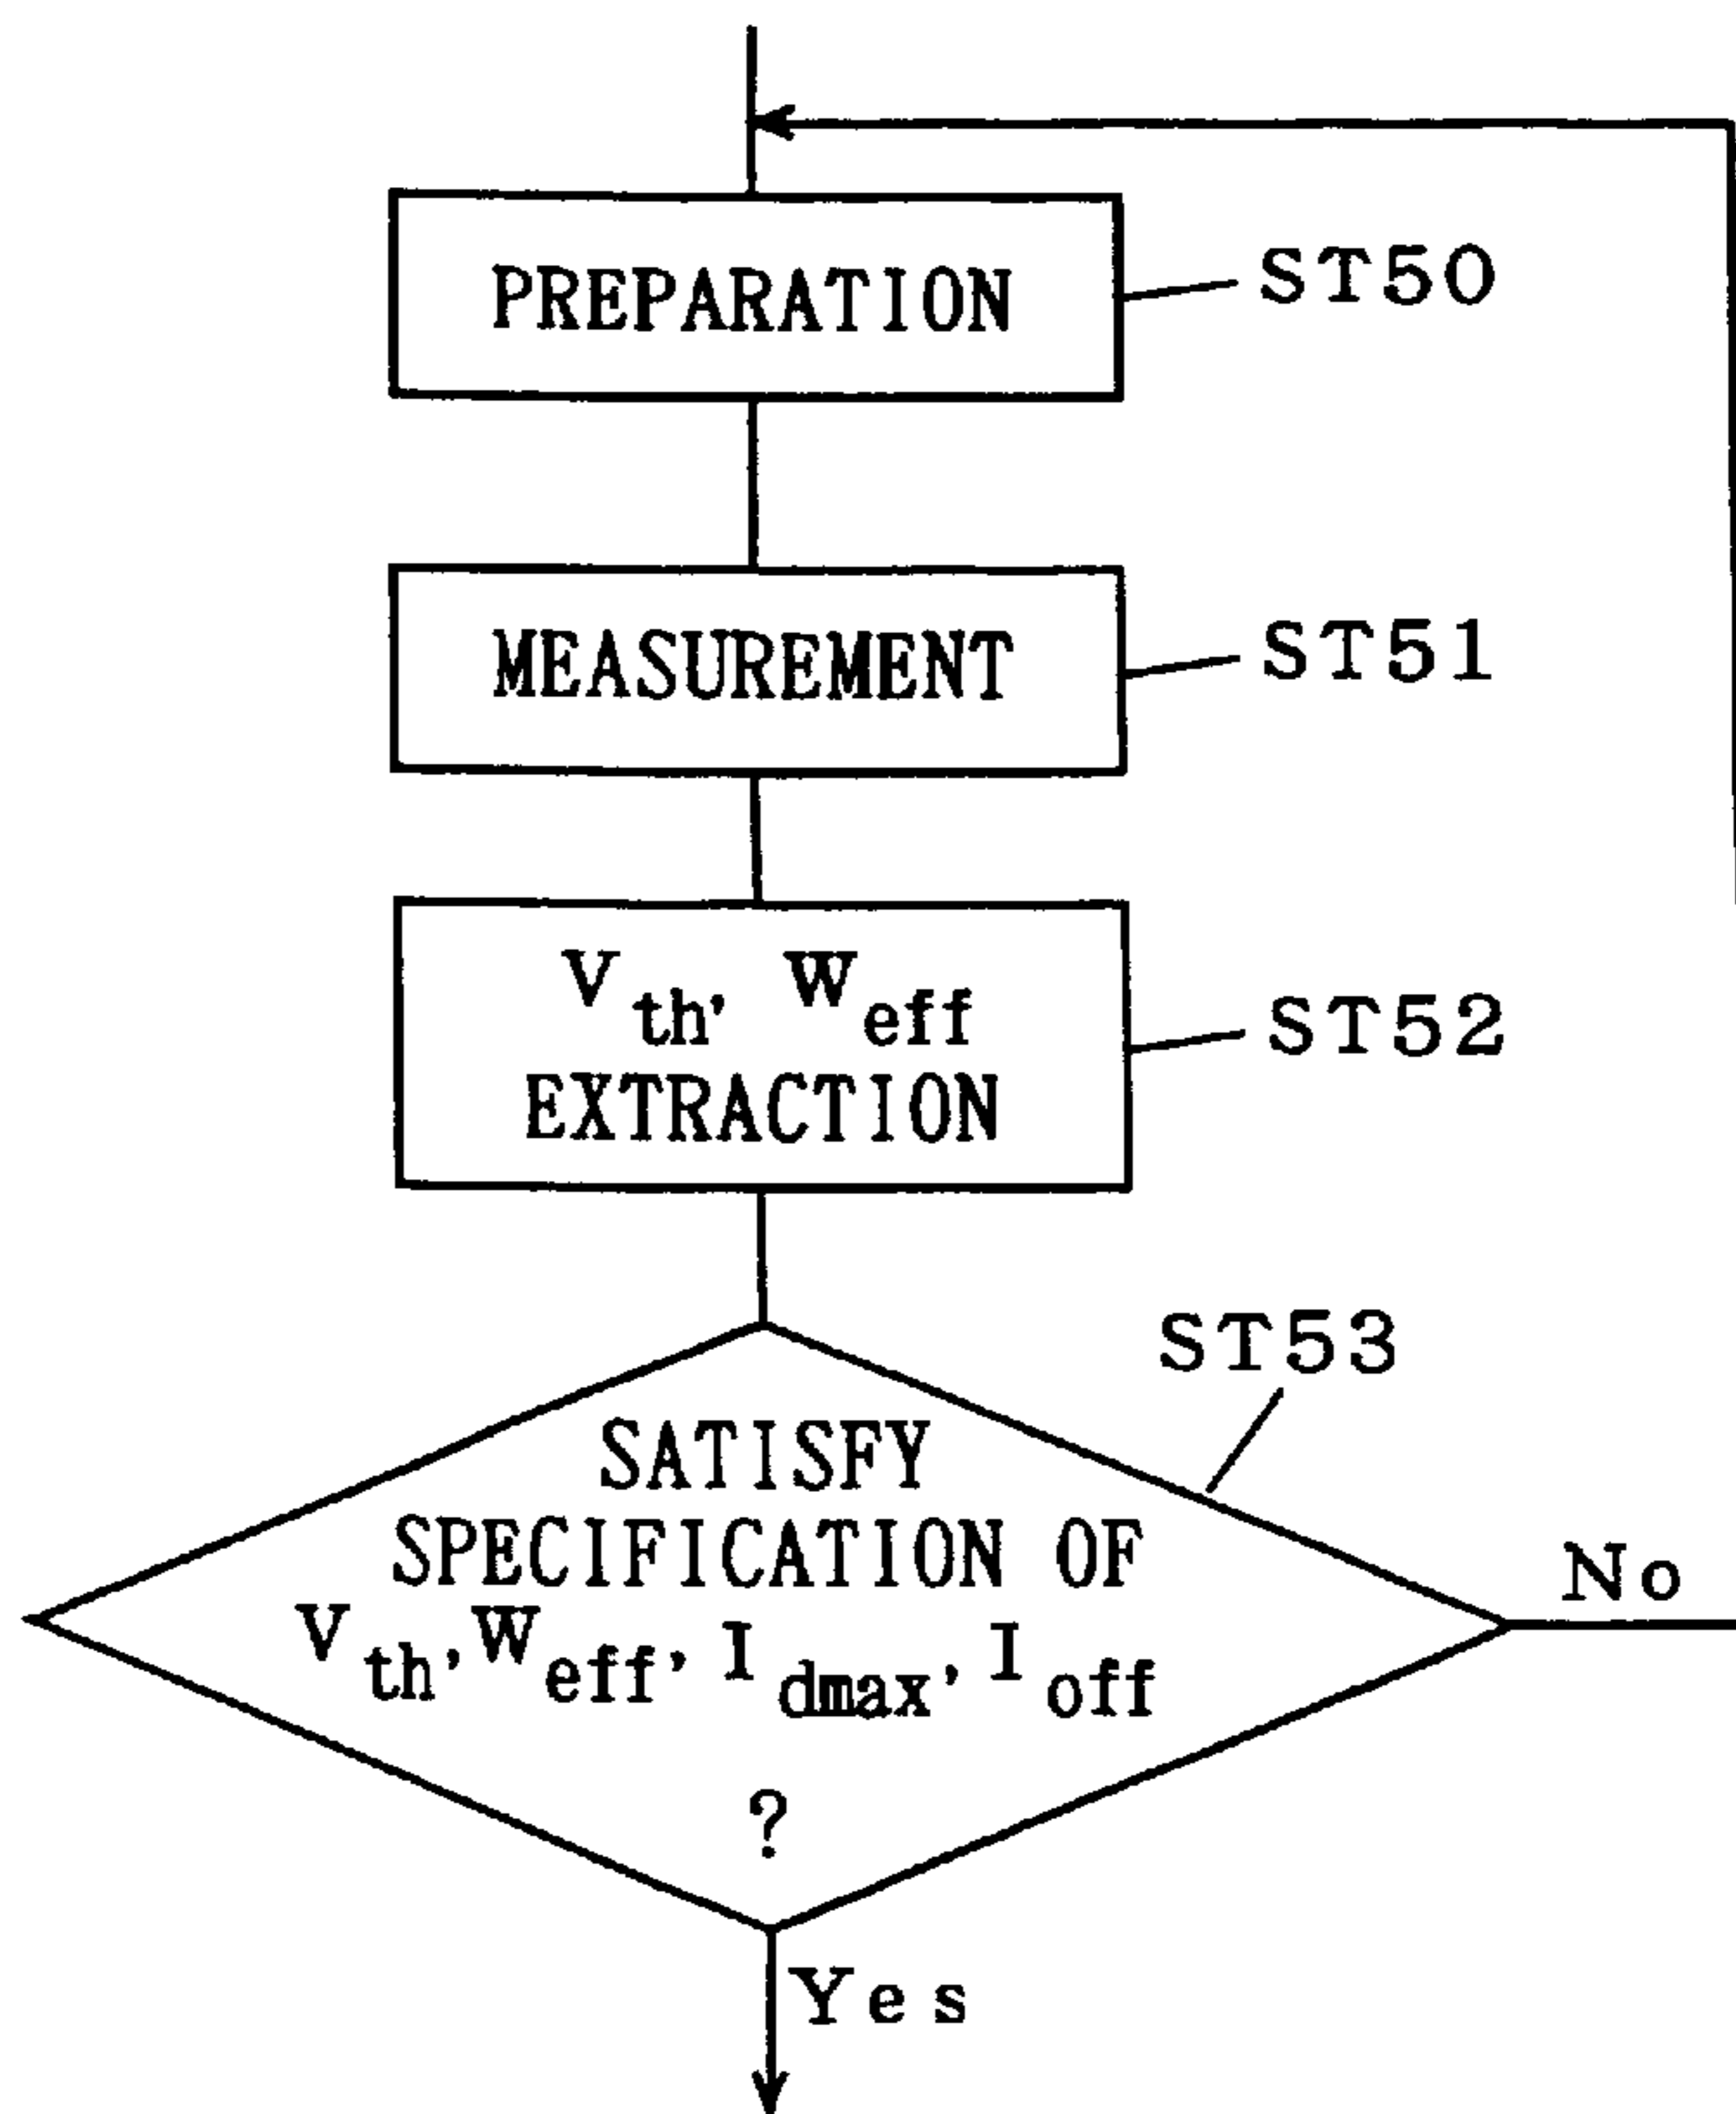 PREPARATION
ST50
MEASUREMENT
ST51
Vth, Weff
EXTRACTION
ST52
ST53
SATISFY
SPECIFICATION OF
Vth, Weff, Idmax, Ioff
?
No
Yes